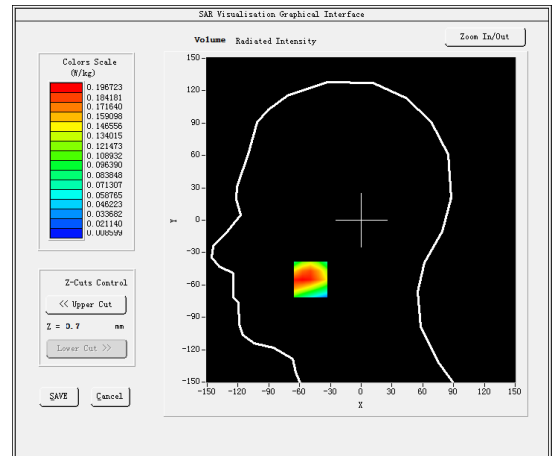 SAR Visualisation Graphical Interface
Volume Radiated Intensity
Zoom In/Out
Colors Scale
(W/kg)
0.196723
0.184181
0.171640
0.159098
0.146556
0.134015
0.121473
0.108932
0.096390
0.083848
0.071307
0.058765
0.046223
0.033682
0.021140
0.008599
Z-Cuts Control
<< Upper Cut
Z = 0.7 mm
Lower Cut >>
SAVE Cancel
Y
150
120
90
60
30
0
-30
-60
-90
-120
-150
-150 -120 -90 -60 -30 0 30 60 90 120 150
X